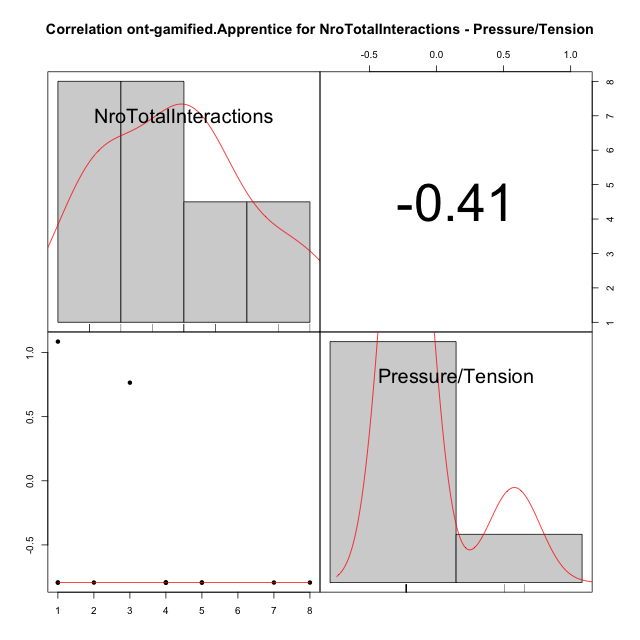 Correlation ont-gamified.Apprentice for NroTotalInteractions - Pressure/Tension
-0.5 0.0 0.5 1.0
NroTotalInteractions
-0.41
8
7
6
5
4
3
2
1
1.0
0.5
0.0
-0.5
Pressure/Tension
1 2 3 4 5 6 7 8